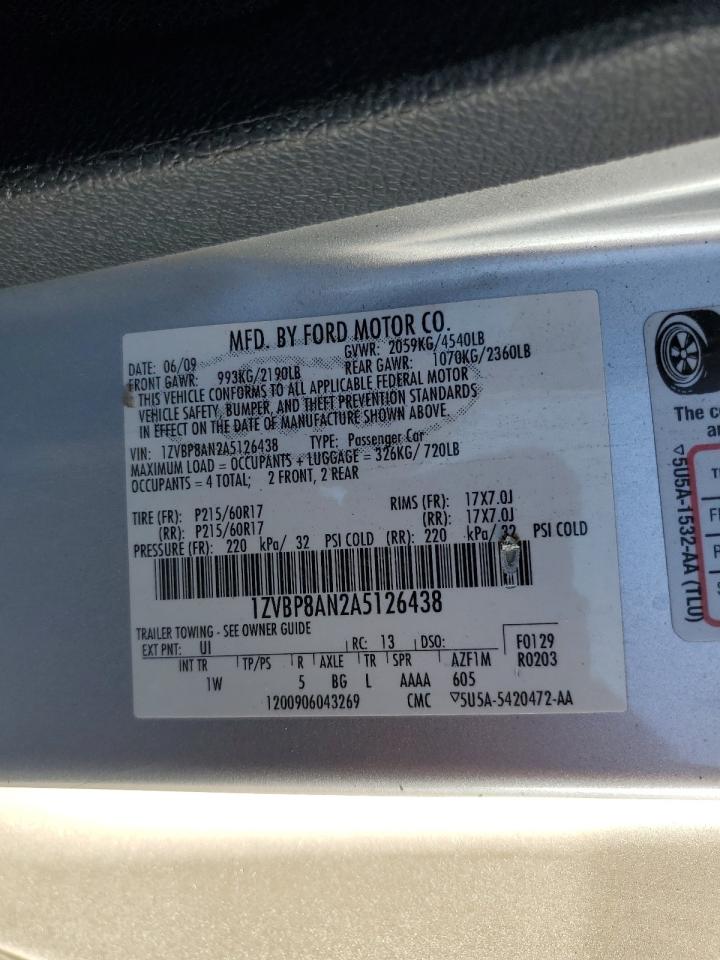 MFD. BY FORD MOTOR CO.
DATE: 06/09 GVWR: 2059KG/4540LB
FRONT GAWR: 993KG/2190LB REAR GAWR: 1070KG/2360LB
THIS VEHICLE CONFORMS TO ALL APPLICABLE FEDERAL MOTOR
VEHICLE SAFETY, BUMPER, AND THEFT PREVENTION STANDARDS
IN EFFECT ON THE DATE OF MANUFACTURE SHOWN ABOVE.
VIN: 1ZVBP8AN2A5126438 TYPE: Passenger Car
MAXIMUM LOAD = OCCUPANTS + LUGGAGE = 326KG/ 720LB
OCCUPANTS = 4 TOTAL; 2 FRONT, 2 REAR
TIRE (FR): P215/60R17 RIMS (FR): 17X7.0J
(RR): P215/60R17 (RR): 17X7.0J
PRESSURE (FR): 220 kPa/ 32 PSI COLD (RR): 220 kPa/ 32 PSI COLD
1ZVBP8AN2A5126438
TRAILER TOWING - SEE OWNER GUIDE
EXT PNT: UI RC: 13 DSO: F0129
INT TR TP/PS R AXLE TR SPR AZF1M R0203
1W 5 BG L AAAA 605
1200906043269 CMC ▽5U5A-5420472-AA
The c
a
▽5U5A-1532-AA (TLU)